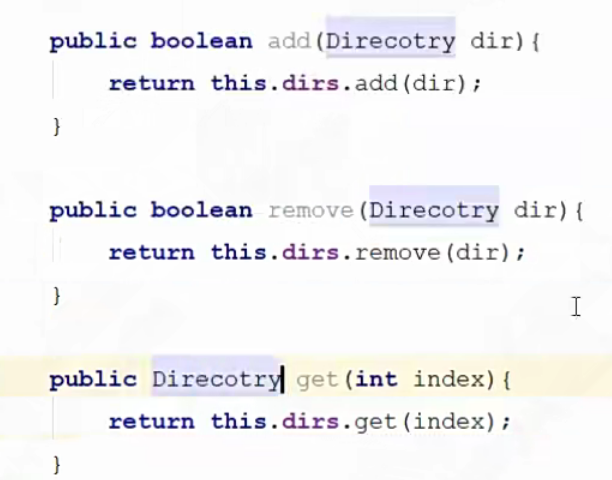 public boolean add(Direcotry dir){
return this.dirs.add(dir);
}
public boolean remove(Direcotry dir){
return this.dirs.remove(dir);
}
public Direcotry get(int index){
return this.dirs.get(index);
}